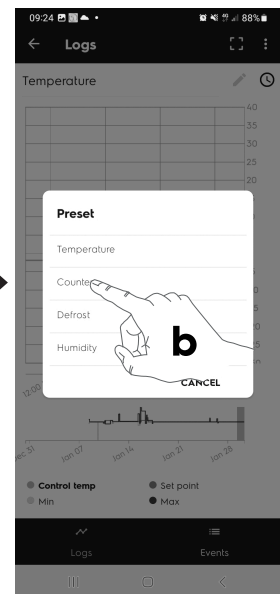 09:24 88%
Logs
Temperature
40
35
30
25
20
Preset
Temperature
Counte
Defrost
Humidity
b
CANCEL
12:00
Dec 31
Jan 07
Jan 14
Jan 21
Jan 28
Control temp
Set point
Min
Max
Logs
Events